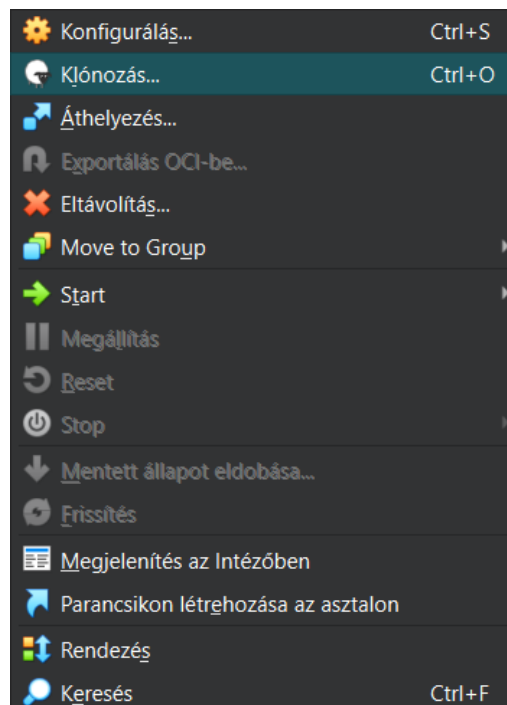 Konfigurálás... Ctrl+S
Klónozás... Ctrl+O
Áthelyezés...
Exportálás OCI-be...
Eltávolítás...
Move to Group
Start
Megállítás
Reset
Stop
Mentett állapot eldobása...
Frissítés
Megjelenítés az Intézőben
Parancsikon létrehozása az asztalon
Rendezés
Keresés Ctrl+F